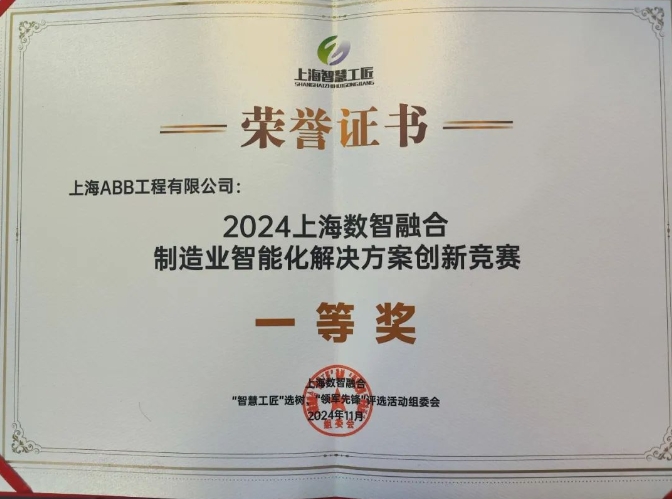 上海智慧工匠
SHANGHAIZHIHUIGONGJIANG
荣誉证书
上海ABB工程有限公司：
2024上海数智融合
制造业智能化解决方案创新竞赛
一等奖
上海数智融合
“智慧工匠”选树、“领军先锋”评选活动组委会
2024年11月
组委会